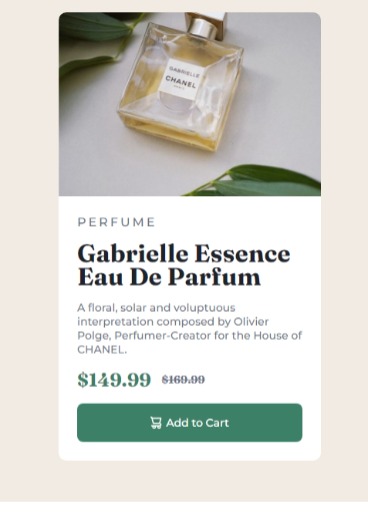 GABRIELLE
CHANEL
PERFUME
Gabrielle Essence
Eau De Parfum
A floral, solar and voluptuous
interpretation composed by Olivier
Polge, Perfumer-Creator for the House of
CHANEL.
$149.99 $169.99
Add to Cart